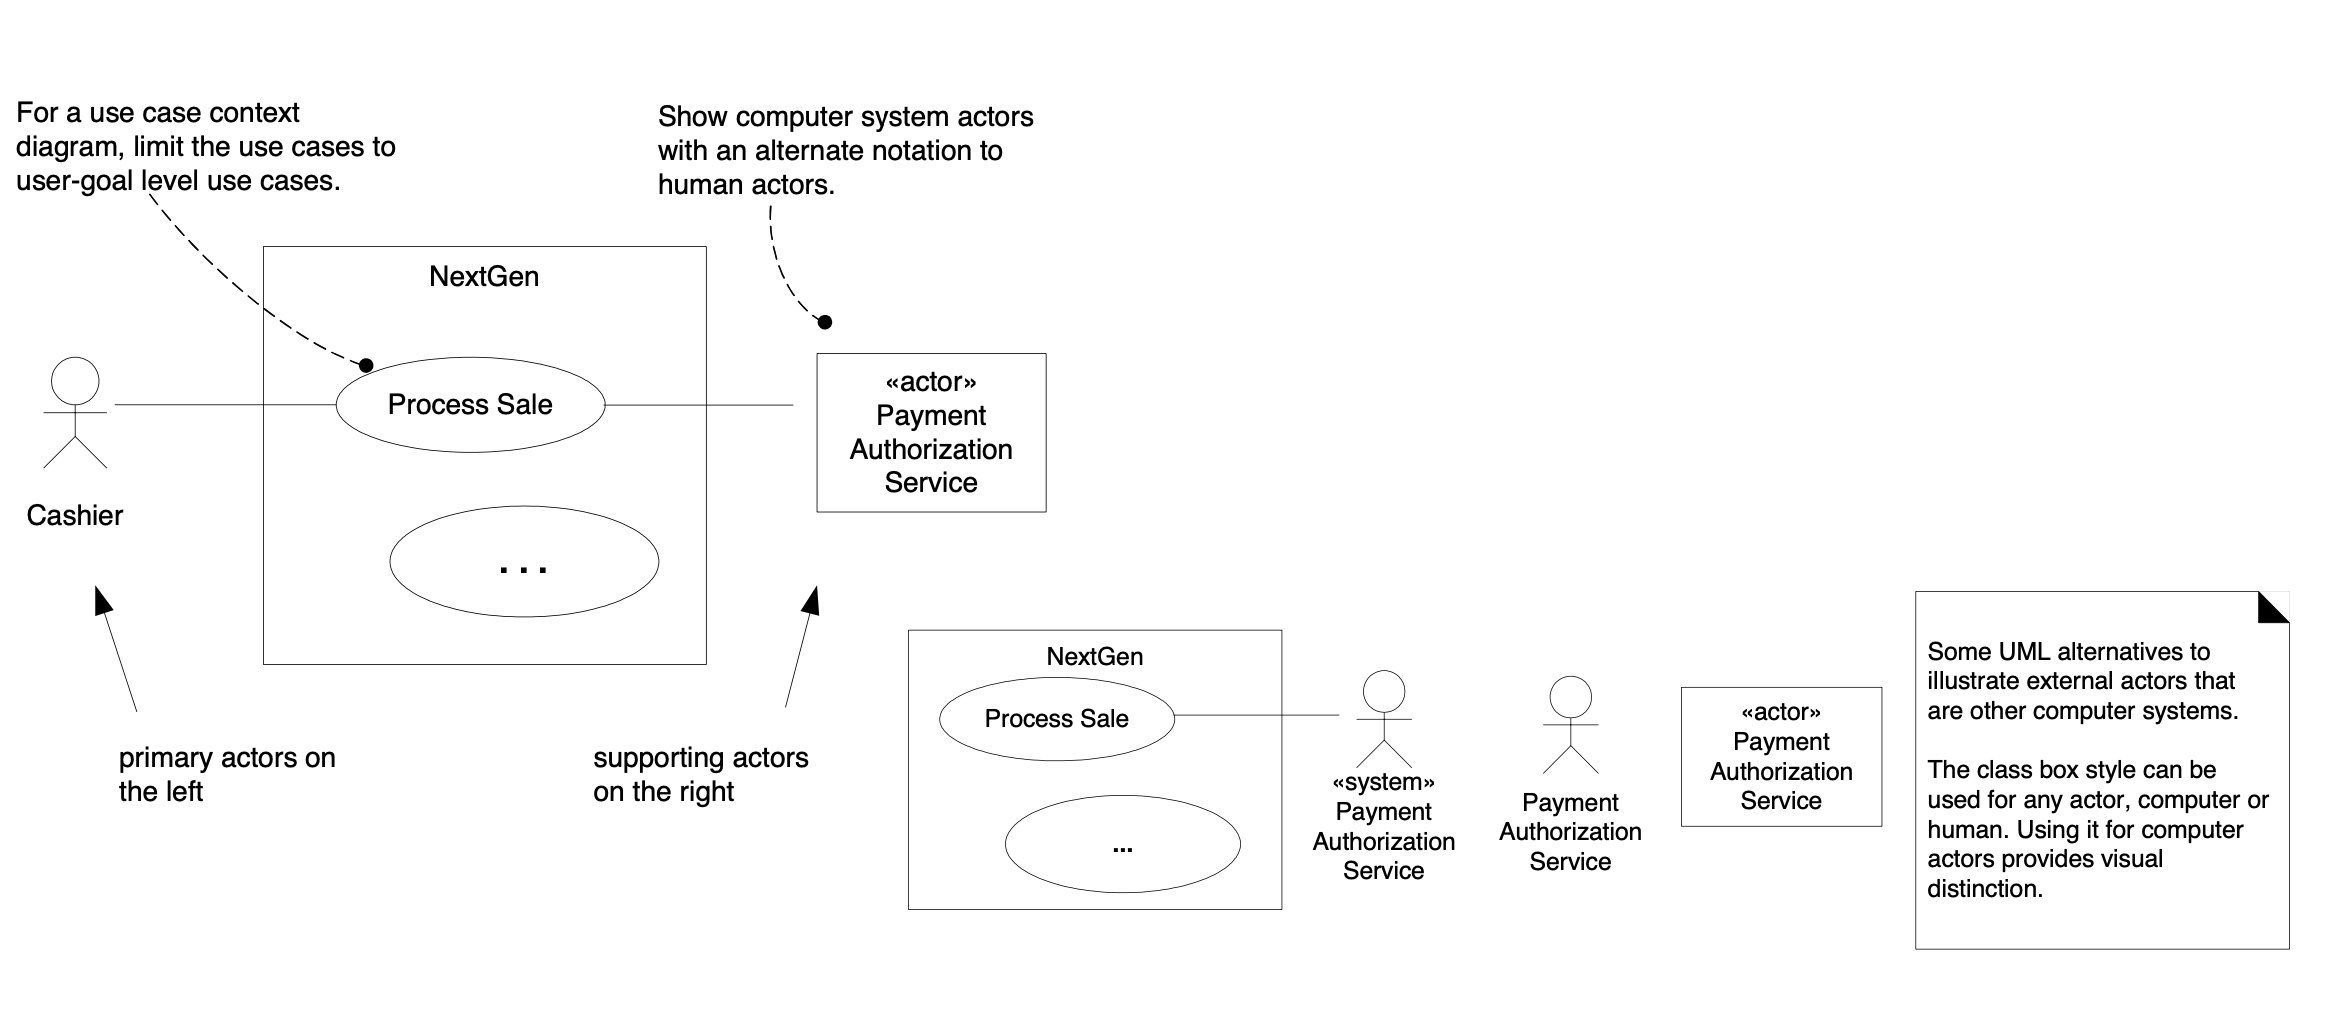 For a use case context
diagram, limit the use cases to
user-goal level use cases.
Show computer system actors
with an alternate notation to
human actors.
NextGen
Process Sale
. . .
Cashier
«actor»
Payment
Authorization
Service
primary actors on
the left
supporting actors
on the right
NextGen
Process Sale
...
«system»
Payment
Authorization
Service
Payment
Authorization
Service
«actor»
Payment
Authorization
Service
Some UML alternatives to
illustrate external actors that
are other computer systems.
The class box style can be
used for any actor, computer or
human. Using it for computer
actors provides visual
distinction.